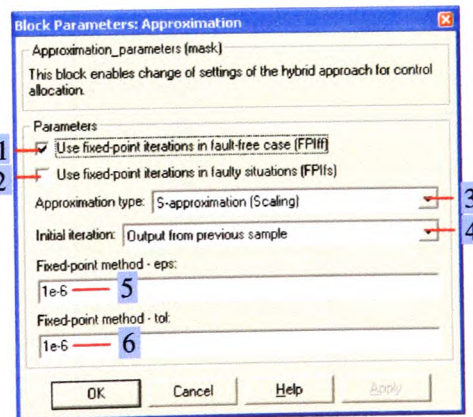 Block Parameters: Approximation
Approximation_parameters (mask)
This block enables change of settings of the hybrid approach for control
allocation.
Parameters
1 Use fixed-point iterations in fault-free case (FPIff)
2 Use fixed-point iterations in faulty situations (FPIfs)
Approximation type: S-approximation (Scaling) 3
Initial iteration: Output from previous sample 4
Fixed-point method - eps:
1e-6 5
Fixed-point method - tol:
1e-6 6
OK Cancel Help Apply